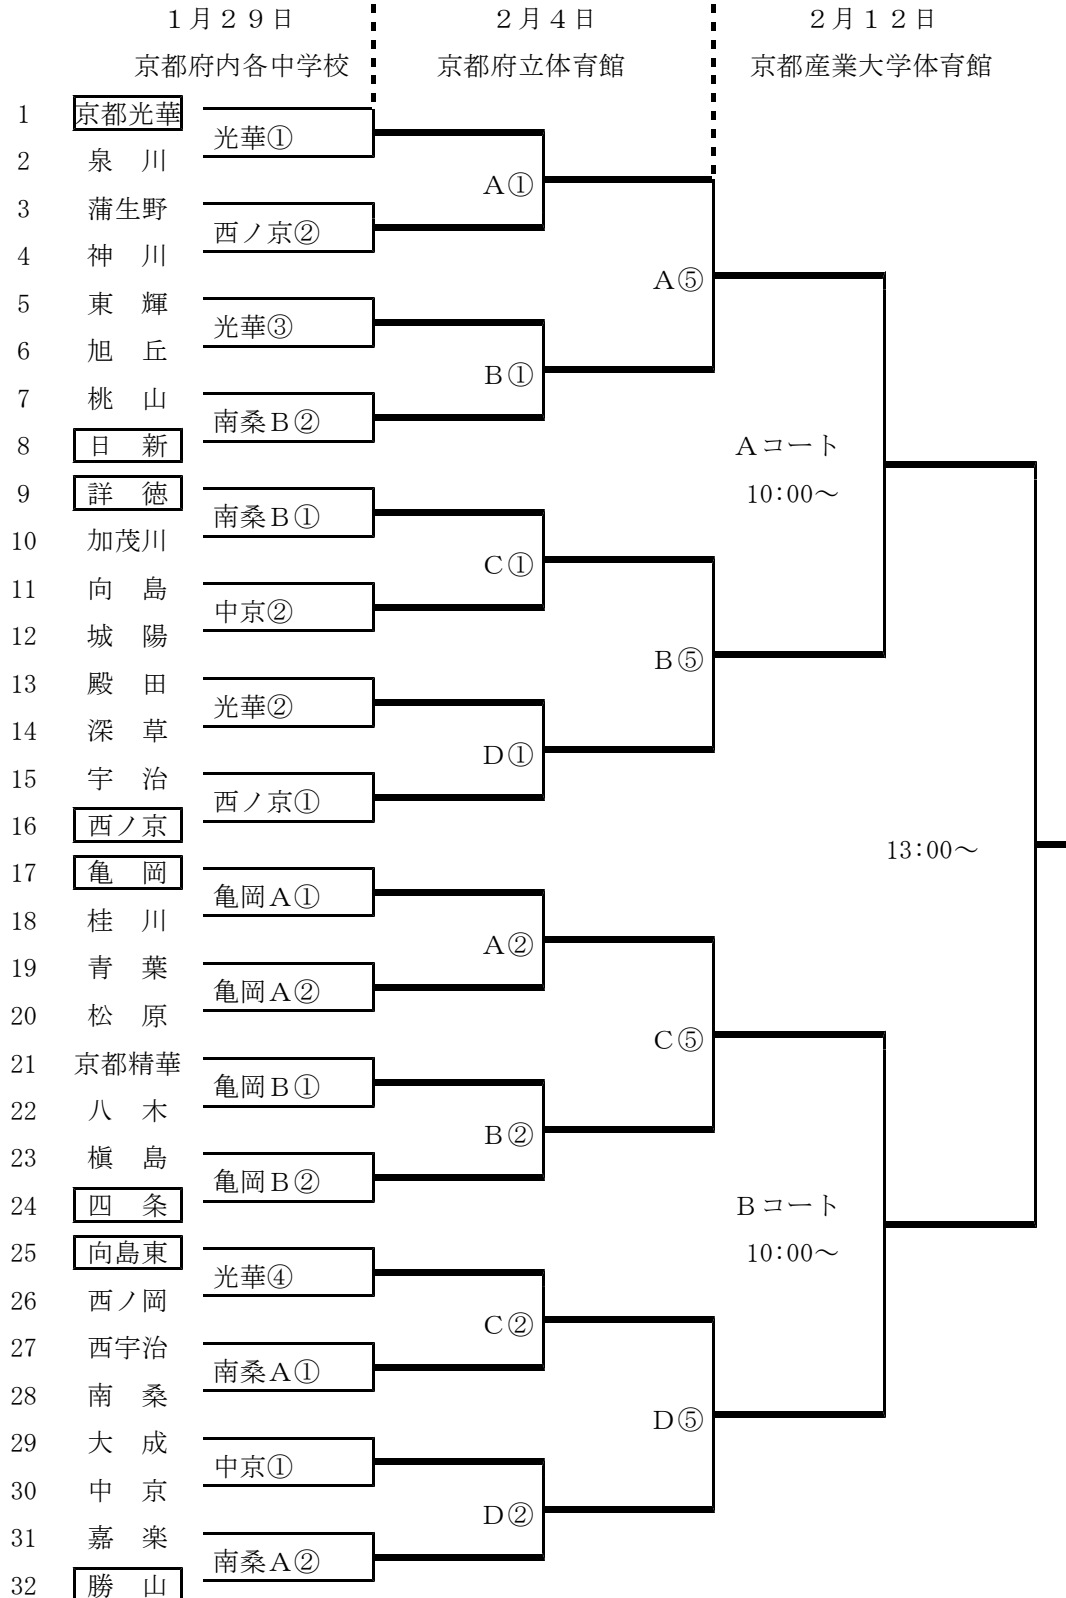 １月２９日 ２月４日 ２月１２日
京都府内各中学校 京都府立体育館 京都産業大学体育館
1 京都光華
光華①
2 泉　川
A①
3 蒲生野
西ノ京②
4 神　川
A⑤
5 東　輝
光華③
6 旭　丘
B①
7 桃　山
南桑B②
8 日　新
Aコート
9 詳　徳
10:00～
南桑B①
10 加茂川
C①
11 向　島
中京②
12 城　陽
B⑤
13 殿　田
光華②
14 深　草
D①
15 宇　治
西ノ京①
16 西ノ京
13:00～
17 亀　岡
亀岡A①
18 桂　川
A②
19 青　葉
亀岡A②
20 松　原
C⑤
21 京都精華
亀岡B①
22 八　木
B②
23 槇　島
亀岡B②
24 四　条
Bコート
25 向島東
10:00～
光華④
26 西ノ岡
C②
27 西宇治
南桑A①
28 南　桑
D⑤
29 大　成
中京①
30 中　京
D②
31 嘉　楽
南桑A②
32 勝　山